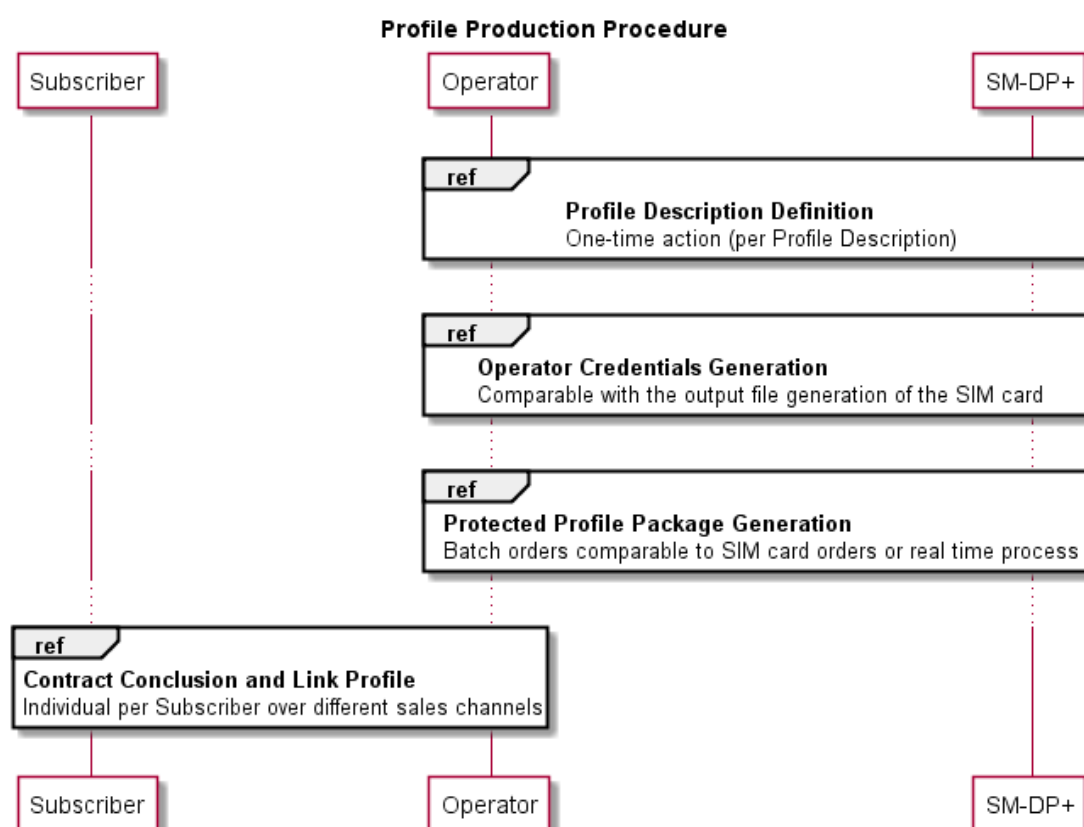 Profile Production Procedure
Subscriber
Operator
SM-DP+
ref
Profile Description Definition
One-time action (per Profile Description)
ref
Operator Credentials Generation
Comparable with the output file generation of the SIM card
ref
Protected Profile Package Generation
Batch orders comparable to SIM card orders or real time process
ref
Contract Conclusion and Link Profile
Individual per Subscriber over different sales channels
Subscriber
Operator
SM-DP+